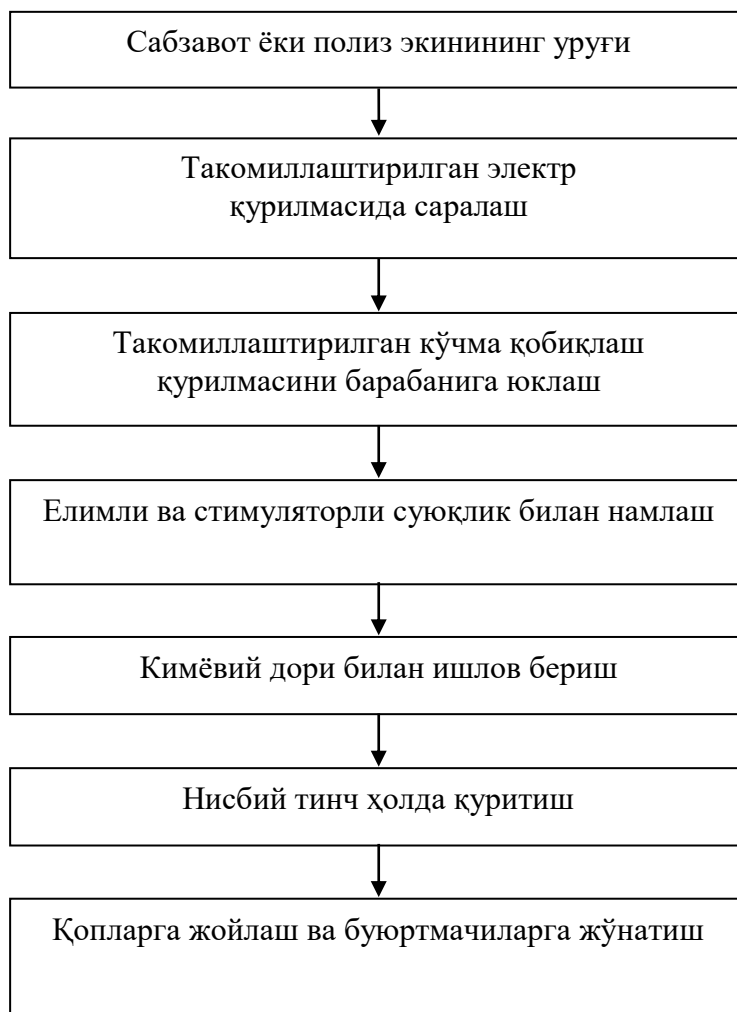 Сабзавот ёки полиз экинининг уруғи
Такомиллаштирилган электр
қурилмасида саралаш
Такомиллаштирилган кўчма қобиқлаш
қурилмасини барабанига юклаш
Елимли ва стимуляторли суюқлик билан намлаш
Кимёвий дори билан ишлов бериш
Нисбий тинч ҳолда қуритиш
Қопларга жойлаш ва буюртмачиларга жўнатиш